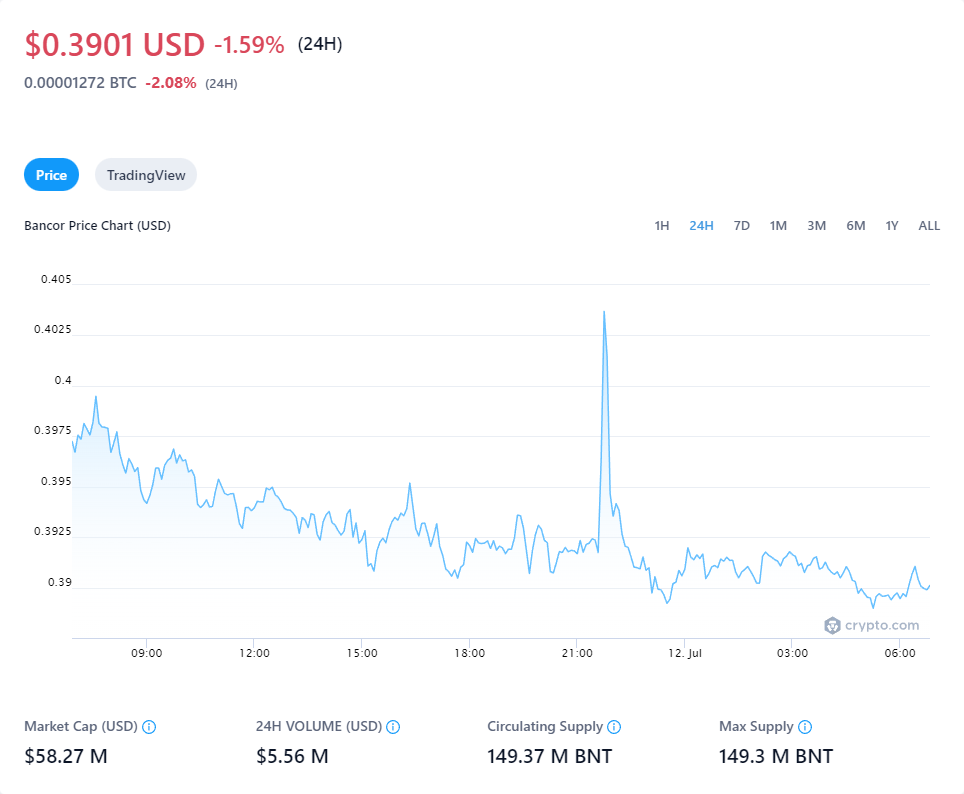 $0.3901 USD -1.59% (24H)
0.00001272 BTC -2.08% (24H)
Price TradingView
Bancor Price Chart (USD) 1H 24H 7D 1M 3M 6M 1Y ALL
0.405
0.4025
0.4
0.3975
0.395
0.3925
0.39
crypto.com
09:00 12:00 15:00 18:00 21:00 12. Jul 03:00 06:00
Market Cap (USD) 24H VOLUME (USD) Circulating Supply Max Supply
$58.27 M $5.56 M 149.37 M BNT 149.3 M BNT